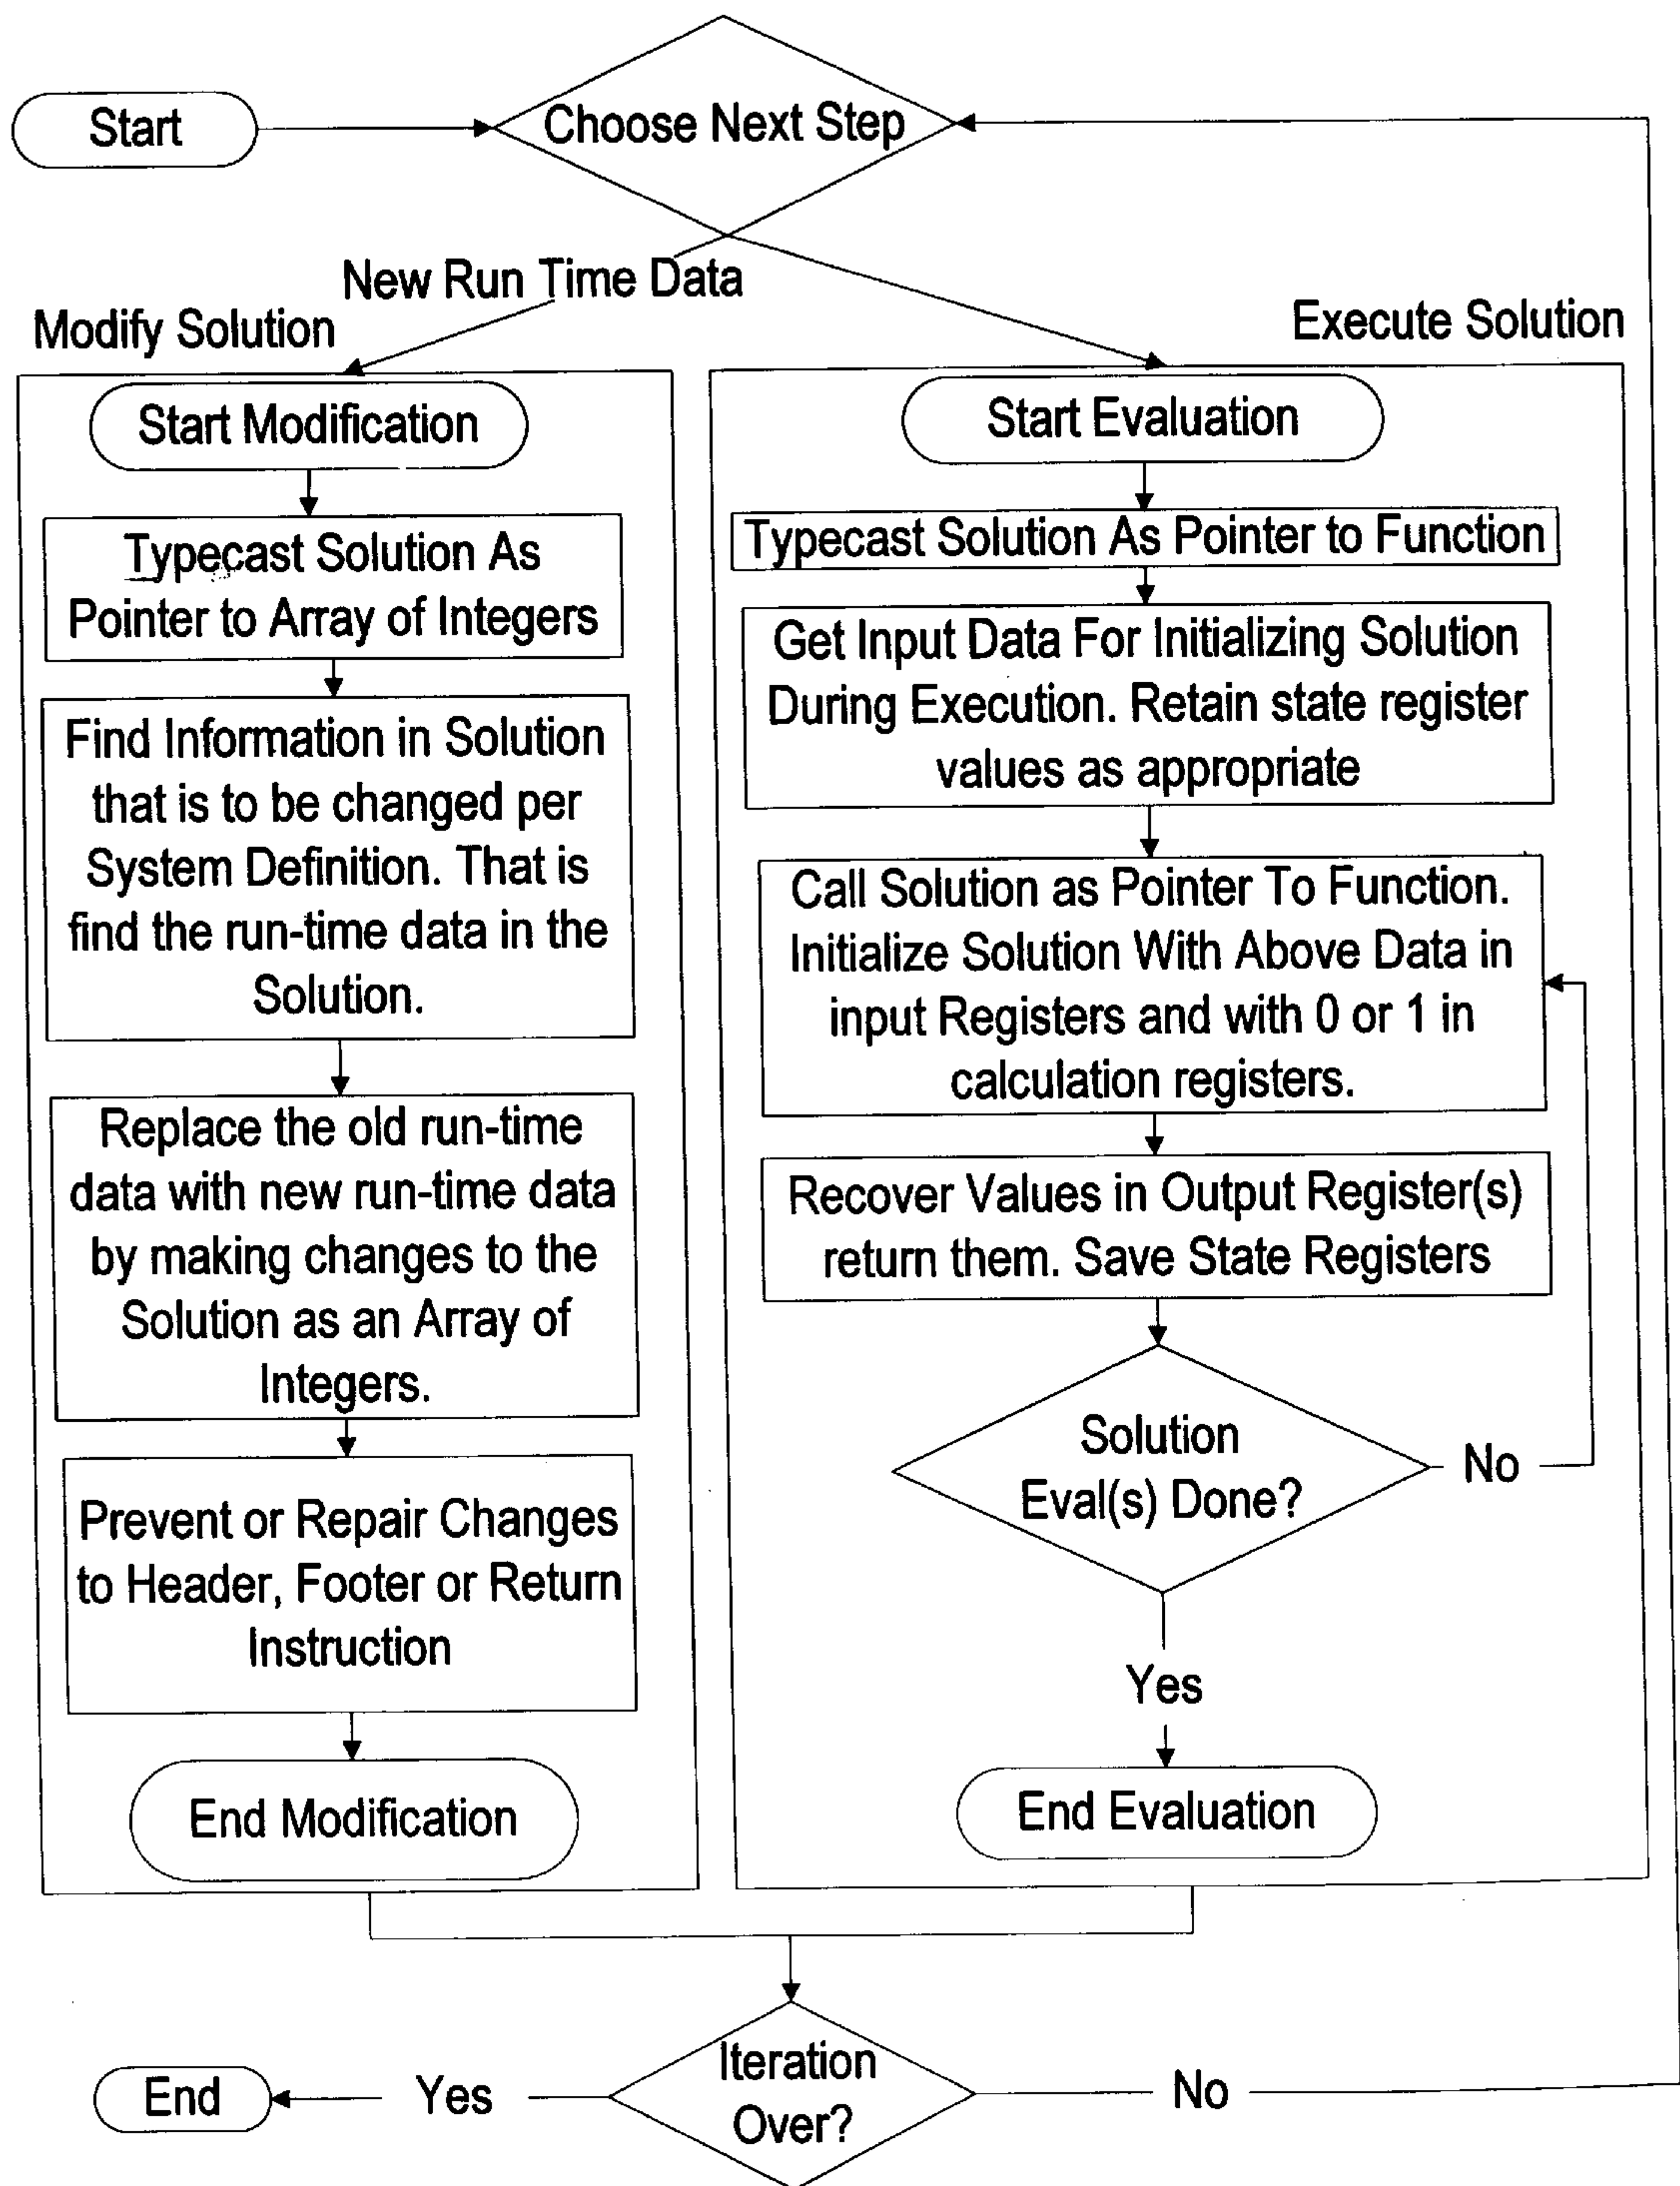 Start
Choose Next Step
New Run Time Data
Modify Solution
Execute Solution
Start Modification
Typecast Solution As
Pointer to Array of Integers
Find Information in Solution
that is to be changed per
System Definition. That is
find the run-time data in the
Solution.
Replace the old run-time
data with new run-time data
by making changes to the
Solution as an Array of
Integers.
Prevent or Repair Changes
to Header, Footer or Return
Instruction
End Modification
Start Evaluation
Typecast Solution As Pointer to Function
Get Input Data For Initializing Solution
During Execution. Retain state register
values as appropriate
Call Solution as Pointer To Function.
Initialize Solution With Above Data in
input Registers and with 0 or 1 in
calculation registers.
Recover Values in Output Register(s)
return them. Save State Registers
Solution
Eval(s) Done?
No
Yes
End Evaluation
Iteration
Over?
Yes
End
No